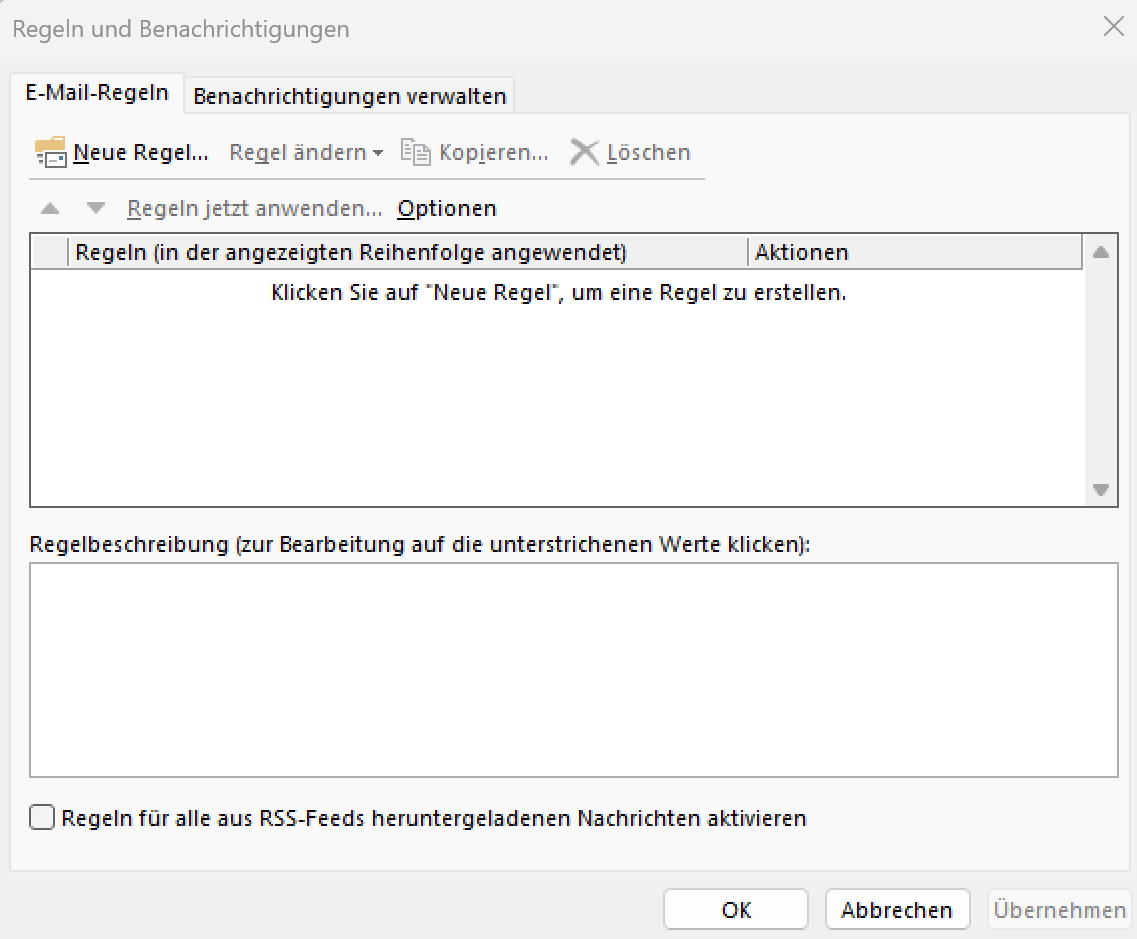 Regeln und Benachrichtigungen
E-Mail-Regeln Benachrichtigungen verwalten
Neue Regel... Regel ändern Kopieren... Löschen
Regeln jetzt anwenden... Optionen
Regeln (in der angezeigten Reihenfolge angewendet) Aktionen
Klicken Sie auf "Neue Regel", um eine Regel zu erstellen.
Regelbeschreibung (zur Bearbeitung auf die unterstrichenen Werte klicken):
Regeln für alle aus RSS-Feeds heruntergeladenen Nachrichten aktivieren
OK Abbrechen Übernehmen